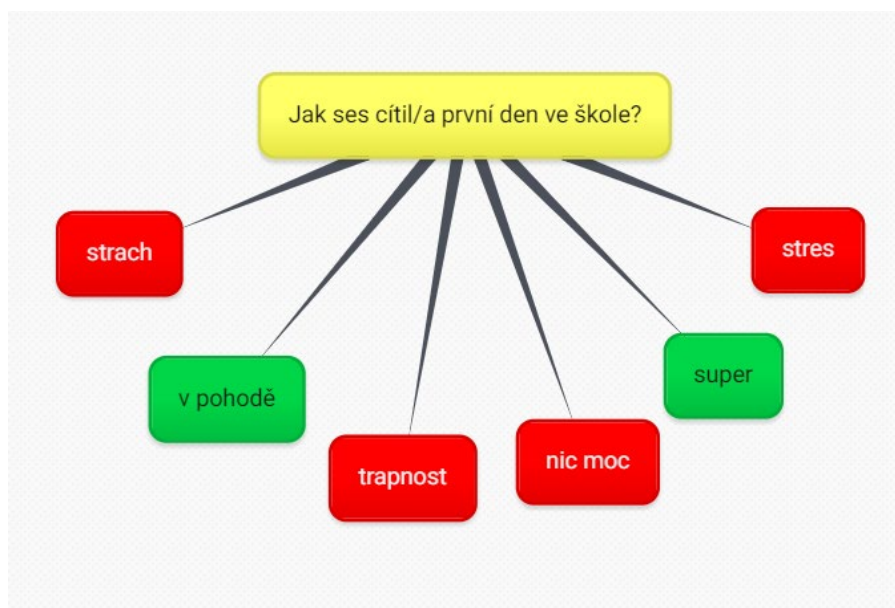 Jak ses cítil/a první den ve škole?
strach
stres
v pohodě
super
trapnost
nic moc